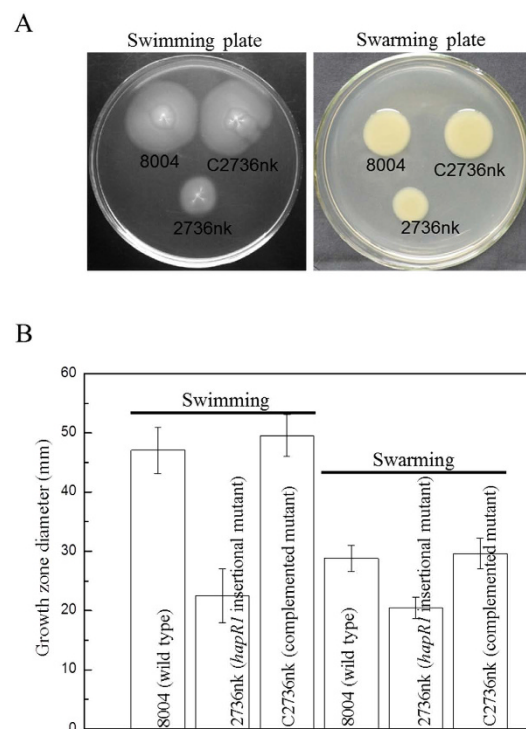 A
Swimming plate
Swarming plate
8004
C2736nk
2736nk
8004
C2736nk
2736nk
B
60
50
40
30
20
10
0
Growth zone diameter (mm)
Swimming
Swarming
8004 (wild type)
2736nk (hapR1 insertional mutant)
C2736nk (complemented mutant)
8004 (wild type)
2736nk (hapR1 insertional mutant)
C2736nk (complemented mutant)